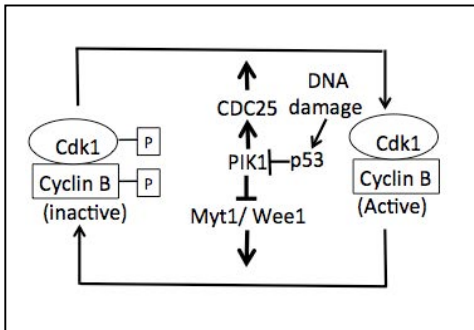 DNA
damage
CDC25
Cdk1
P
PIK1
p53
Cdk1
Cyclin B
P
Cyclin B
(inactive)
(Active)
Myt1/ Wee1